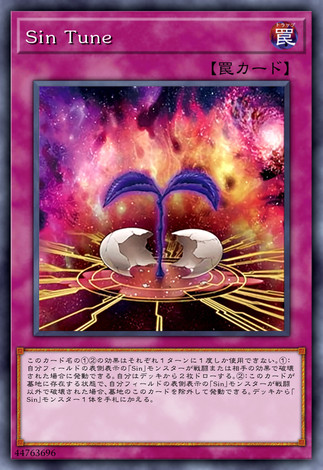 Sin Tune
トラップ
罠
【罠カード】
このカード名の①②の効果はそれぞれ1ターンに1度しか使用できない。①：
自分フィールドの表側表示の「Sin」モンスターが戦闘または相手の効果で破壊
された場合に発動できる。自分はデッキから2枚ドローする。②：このカードが
墓地に存在する状態で、自分フィールドの表側表示の「Sin」モンスターが戦闘
以外で破壊された場合、墓地のこのカードを除外して発動できる。デッキから「
Sin」モンスター1体を手札に加える。
44763696